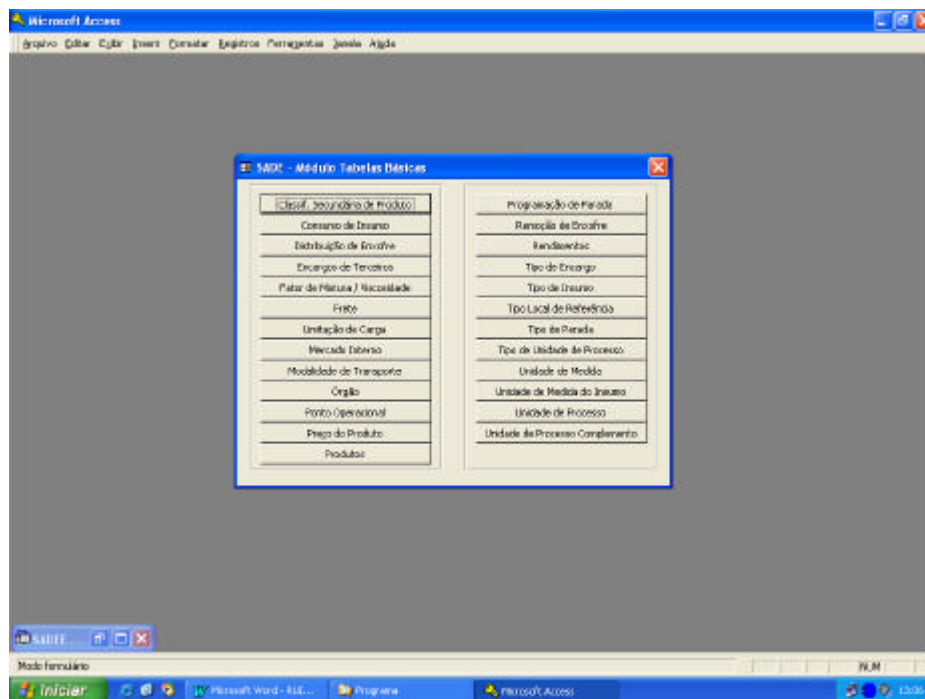 Microsoft Access
Arquivo Editar Exibir Inserir Formatar Registros Ferramentas Janela Ajuda
SADE - Módulo Tabelas Básicas
Classif. Secundária de Produto
Consumo de Insumo
Distribuição de Enxofre
Encargos de Terceiros
Fator de Mistura / Viscosidade
Frete
Limitação de Carga
Mercado Interno
Modalidade de Transporte
Órgão
Ponto Operacional
Preço do Produto
Produtos
Programação de Parada
Remoção de Enxofre
Rendimentos
Tipo de Encargo
Tipo de Insumo
Tipo Local de Referência
Tipo de Parada
Tipo de Unidade de Processo
Unidade de Medida
Unidade de Medida do Insumo
Unidade de Processo
Unidade de Processo Complemento
Modo formulário
NUM
Iniciar
Microsoft Word
Programa
Microsoft Access
13:06